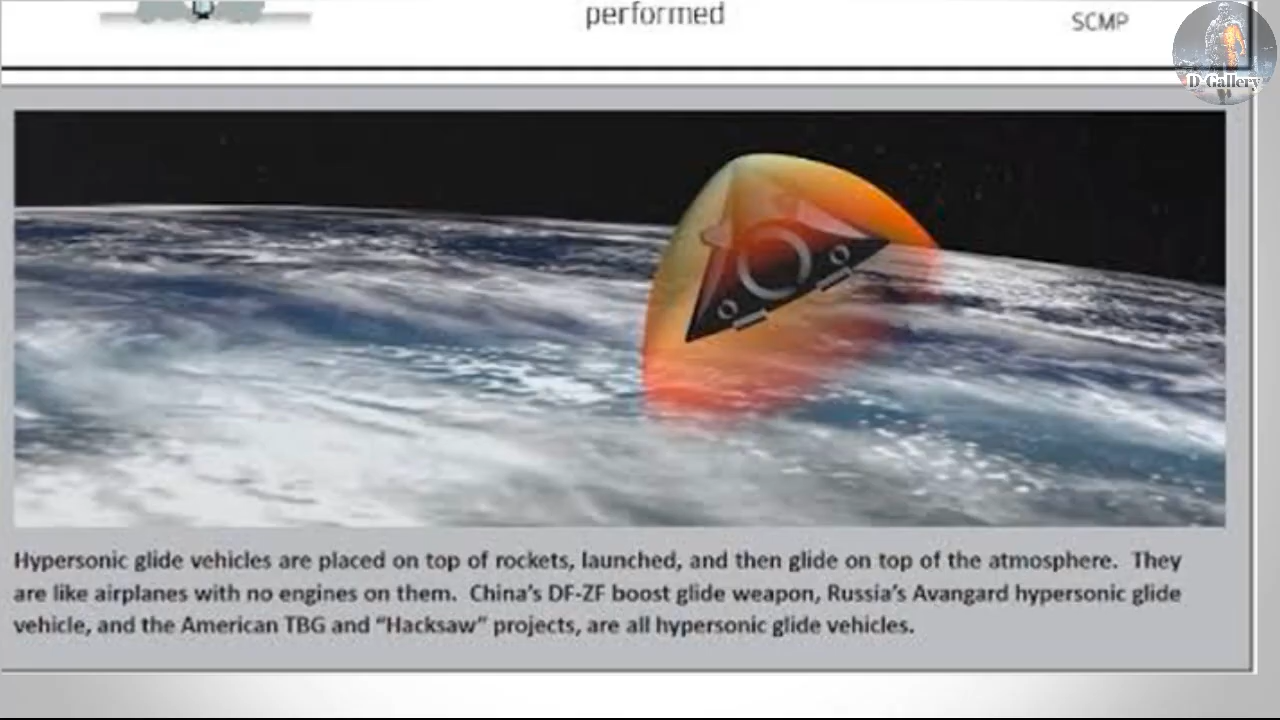 performed
SCMP
D-Gallery
Hypersonic glide vehicles are placed on top of rockets, launched, and then glide on top of the atmosphere. They
are like airplanes with no engines on them. China's DF-ZF boost glide weapon, Russia's Avangard hypersonic glide
vehicle, and the American TBG and "Hacksaw" projects, are all hypersonic glide vehicles.